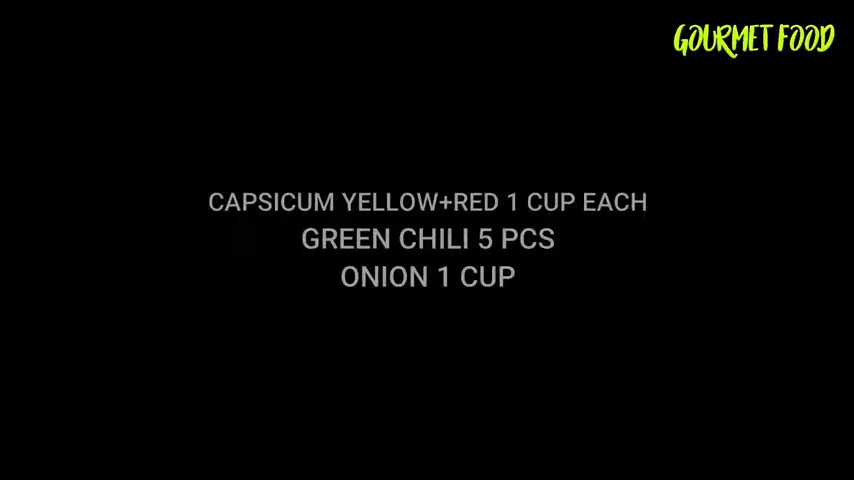 GOURMET FOOD
CAPSICUM YELLOW+RED 1 CUP EACH
GREEN CHILI 5 PCS
ONION 1 CUP